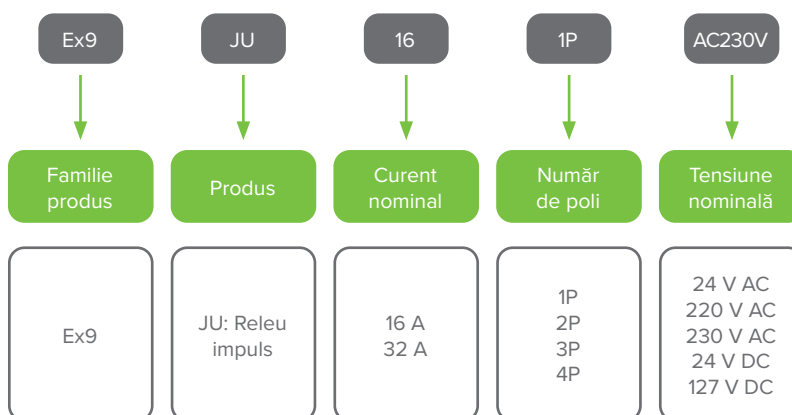 Ex9
JU
16
1P
AC230V
Familie
produs
Produs
Curent
nominal
Număr
de poli
Tensiune
nominală
Ex9
JU: Releu
impuls
16 A
32 A
1P
2P
3P
4P
24 V AC
220 V AC
230 V AC
24 V DC
127 V DC